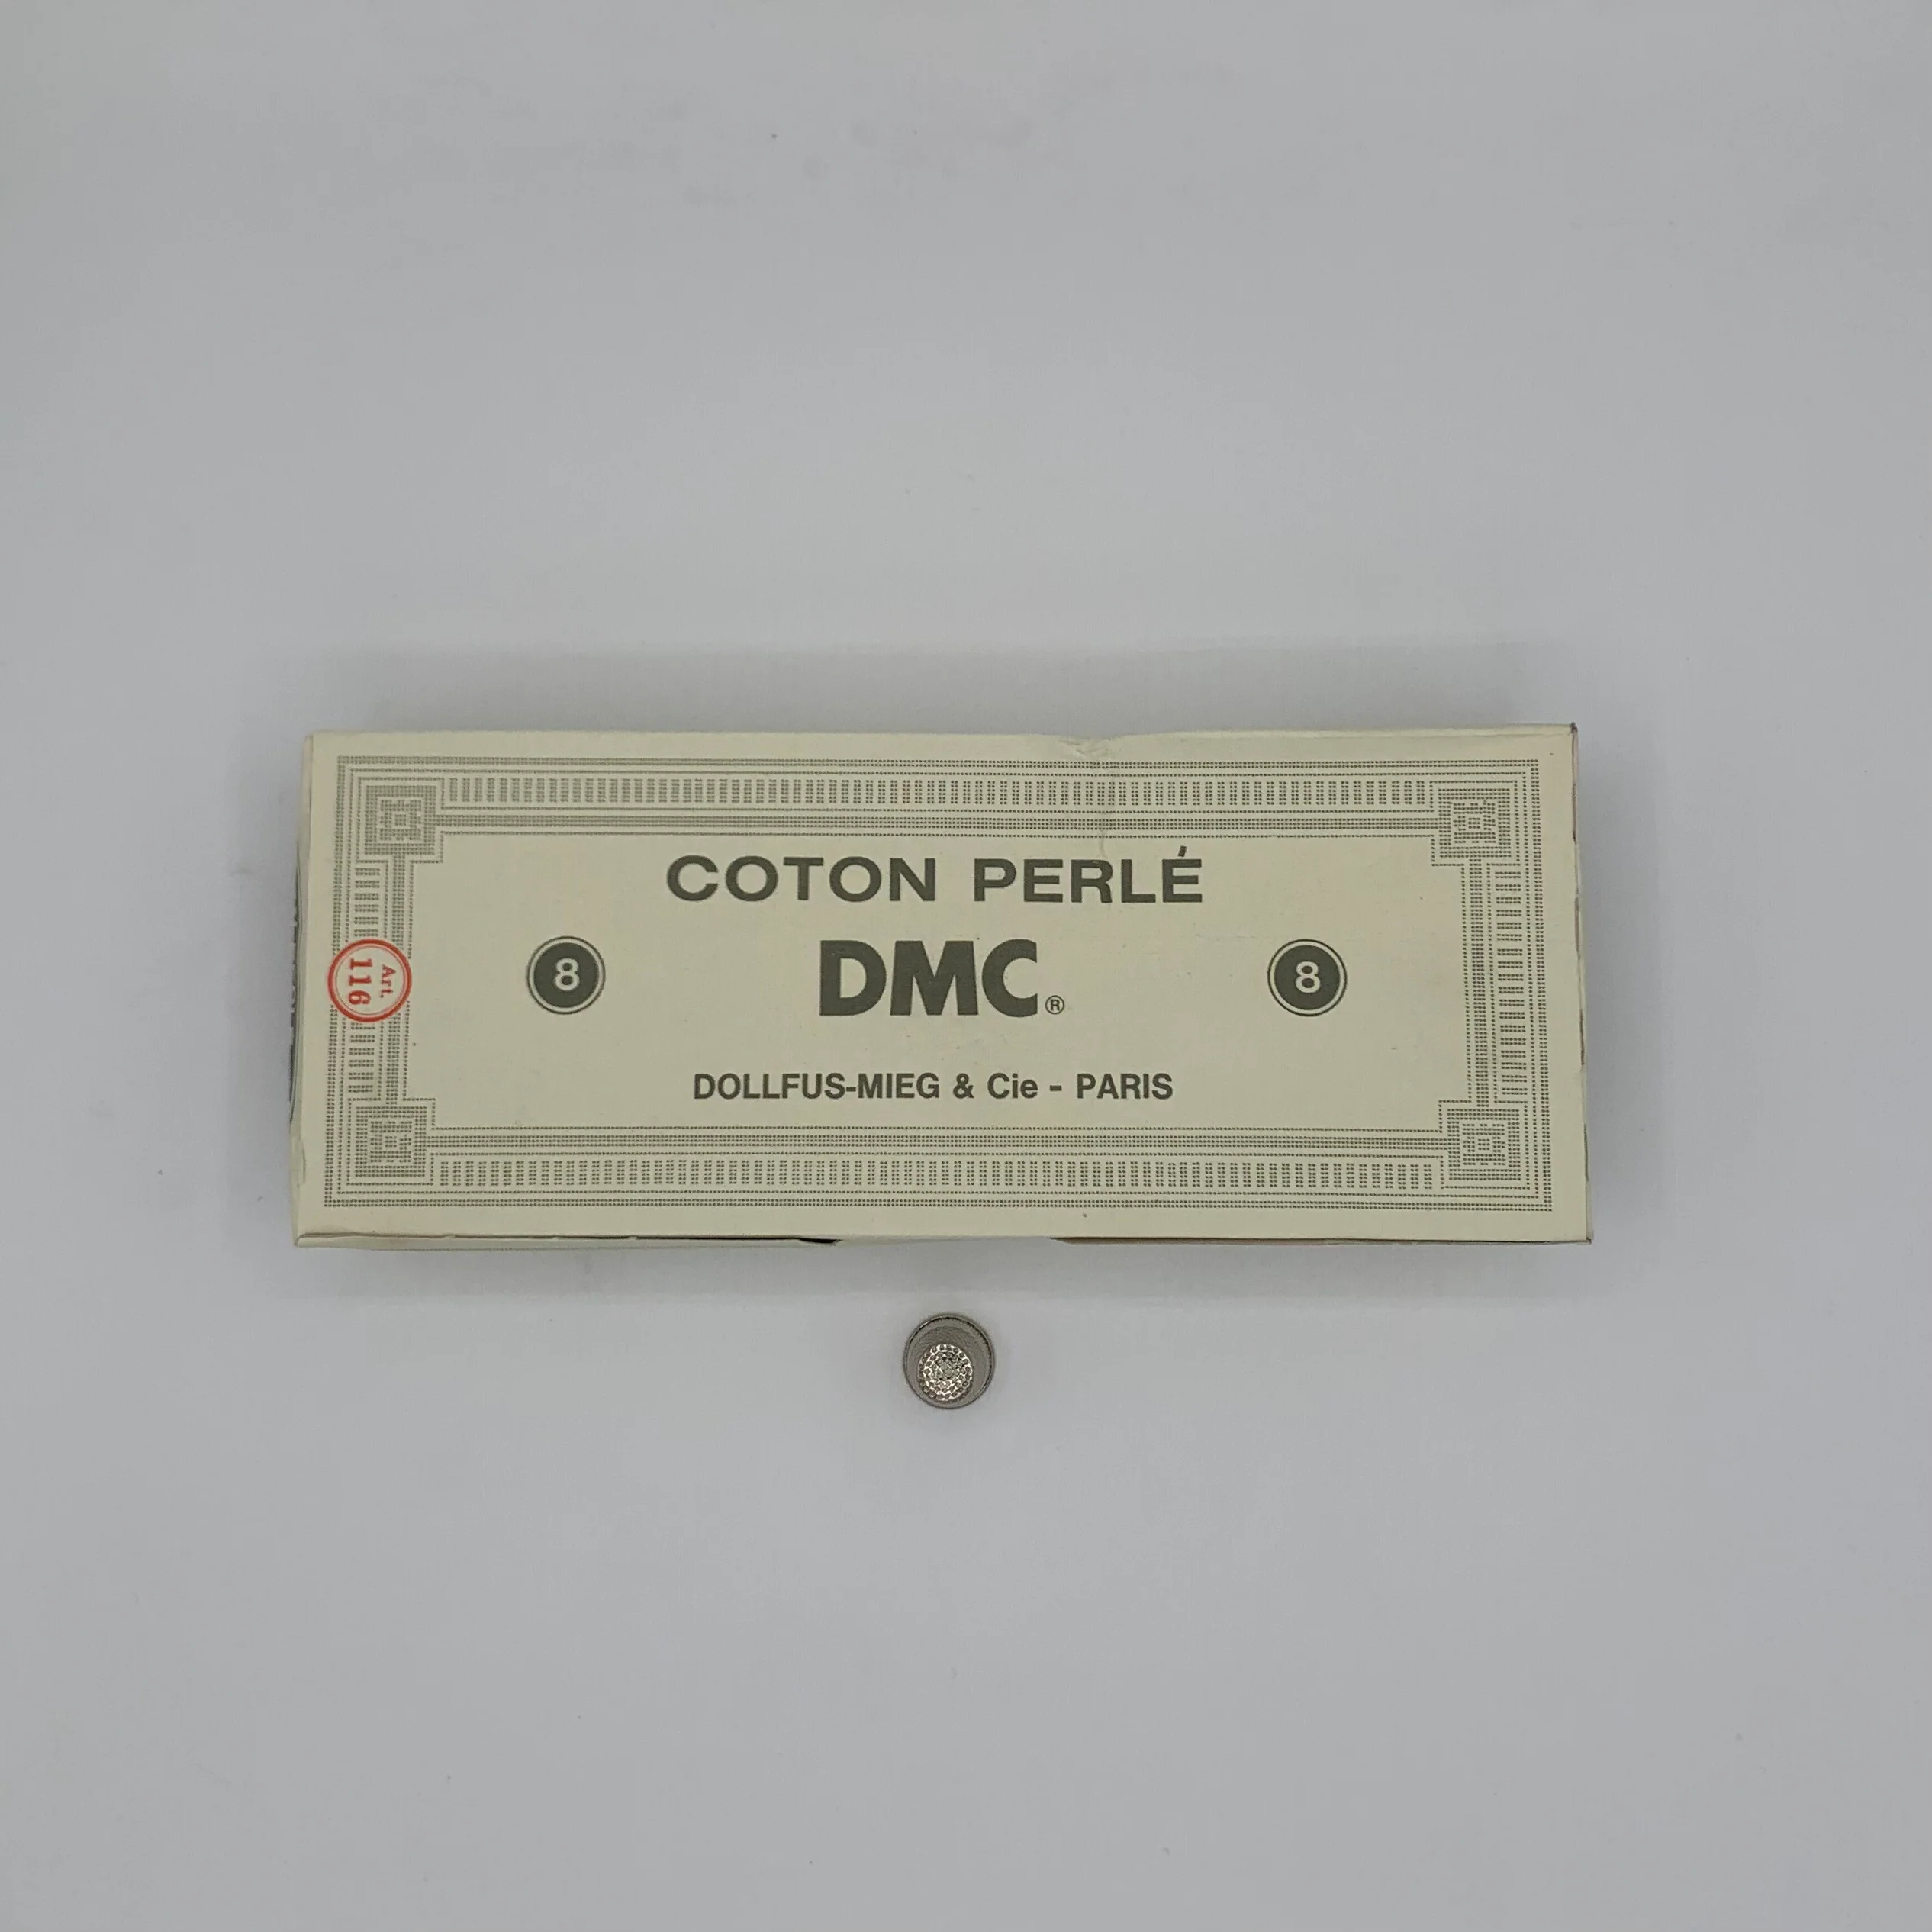 COTON PERLÉ
8 DMC® 8
Art. 116
DOLLFUS-MIEG & Cie - PARIS